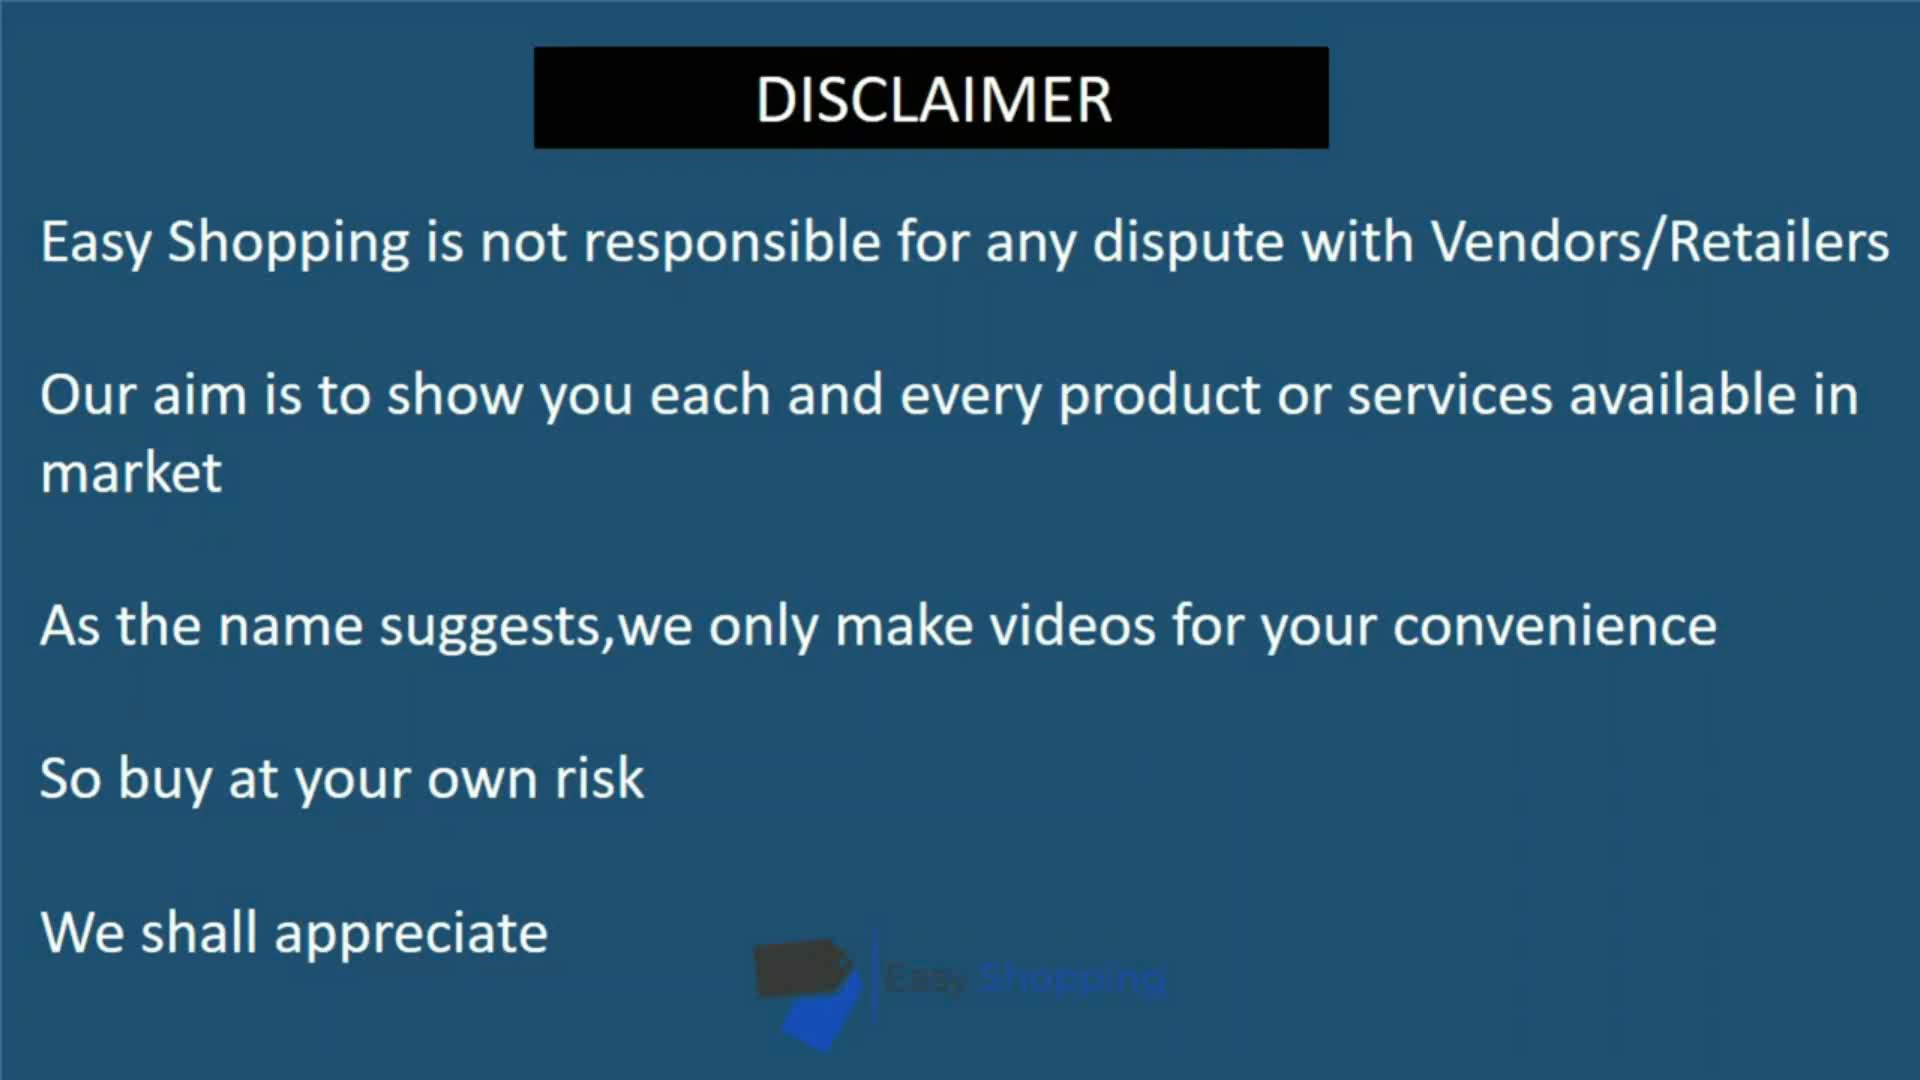 DISCLAIMER
Easy Shopping is not responsible for any dispute with Vendors/Retailers
Our aim is to show you each and every product or services available in
market
As the name suggests,we only make videos for your convenience
So buy at your own risk
We shall appreciate
Easy Shopping